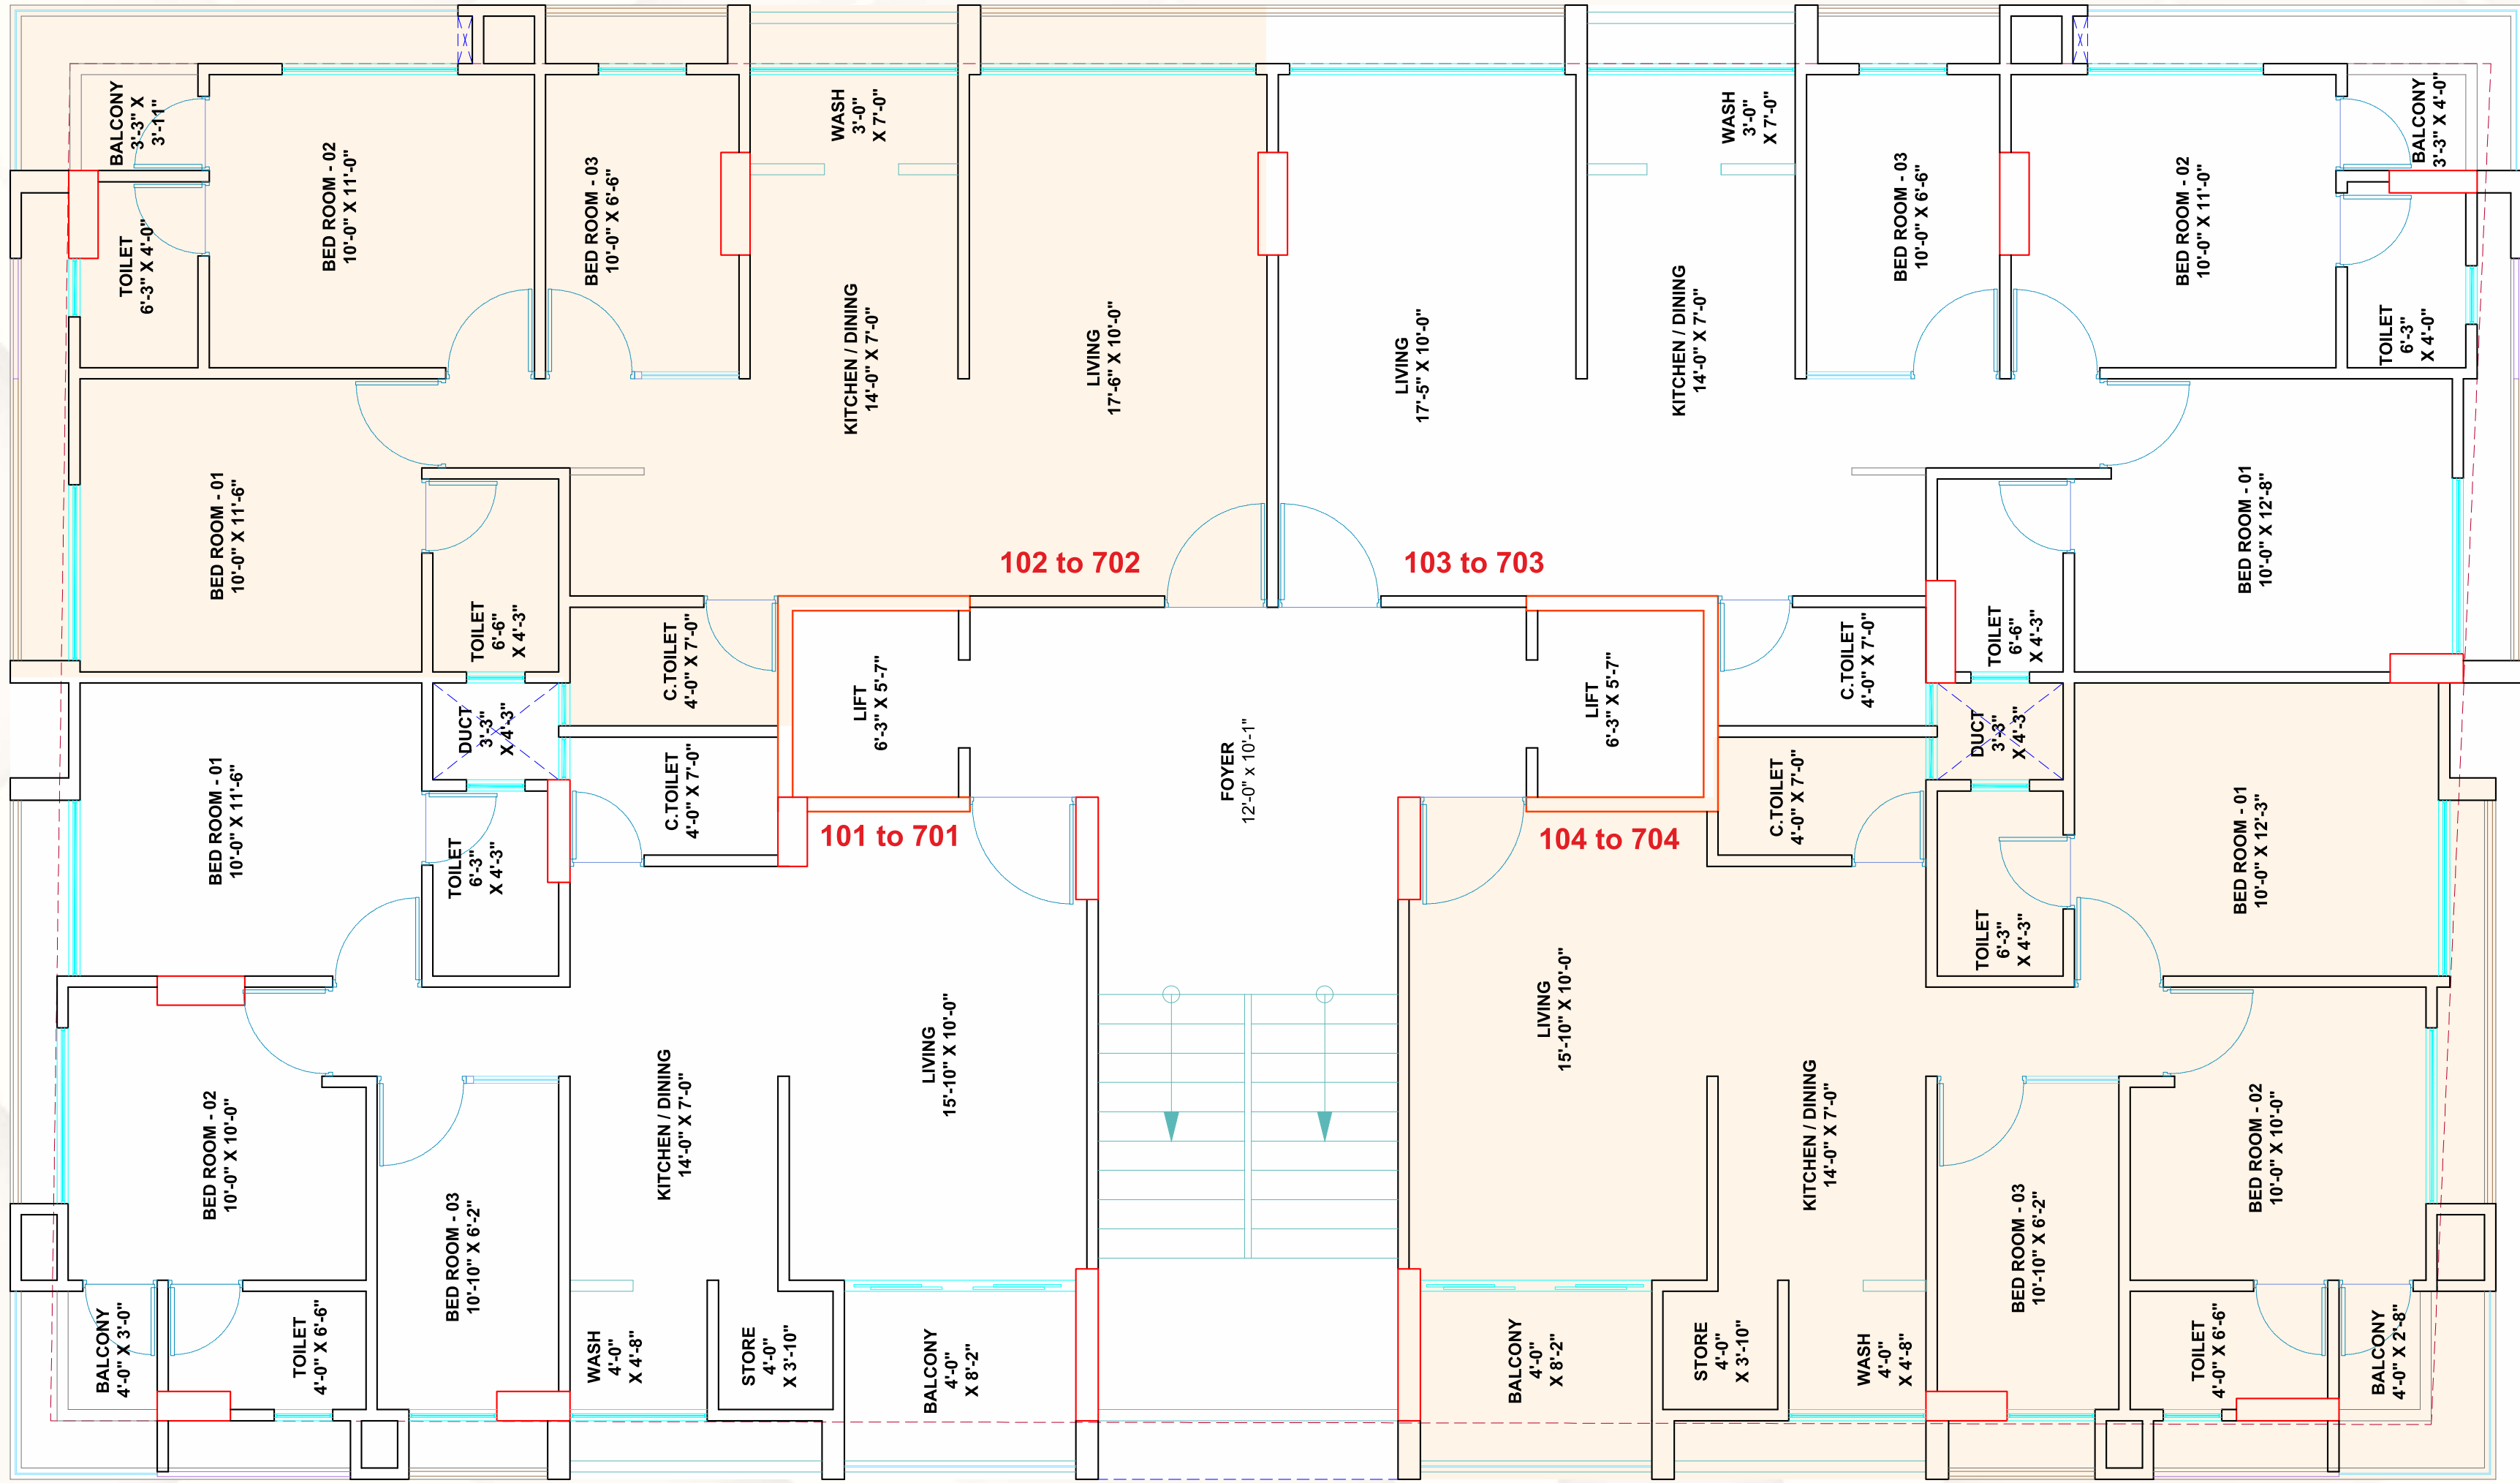 BALCONY
3'-3" X
3'-11"
TOILET
6'-3" X 4'-0"
BED ROOM - 02
10'-0" X 11'-0"
BED ROOM - 03
10'-0" X 6'-6"
WASH
3'-0"
X 7'-0"
KITCHEN / DINING
14'-0" X 7'-0"
LIVING
17'-6" X 10'-0"
BED ROOM - 01
10'-0" X 11'-6"
TOILET
6'-6"
X 4'-3"
C.TOILET
4'-0" X 7'-0"
102 to 702
LIVING
17'-5" X 10'-0"
KITCHEN / DINING
14'-0" X 7'-0"
WASH
3'-0"
X 7'-0"
BED ROOM - 03
10'-0" X 6'-6"
BED ROOM - 02
10'-0" X 11'-0"
BALCONY
3'-3" X 4'-0"
TOILET
6'-3"
X 4'-0"
BED ROOM - 01
10'-0" X 12'-8"
TOILET
6'-6"
X 4'-3"
C.TOILET
4'-0" X 7'-0"
103 to 703
LIFT
6'-3" X 5'-7"
FOYER
12'-0" x 10'-1"
LIFT
6'-3" X 5'-7"
DUCT
3'-3"
X 4'-3"
DUCT
3'-3"
X 4'-3"
BED ROOM - 01
10'-0" X 11'-6"
TOILET
6'-3"
X 4'-3"
C.TOILET
4'-0" X 7'-0"
101 to 701
BED ROOM - 02
10'-0" X 10'-0"
BED ROOM - 03
10'-10" X 6'-2"
KITCHEN / DINING
14'-0" X 7'-0"
LIVING
15'-10" X 10'-0"
BALCONY
4'-0" X 3'-0"
TOILET
4'-0" X 6'-6"
WASH
4'-0"
X 4'-8"
STORE
4'-0"
X 3'-10"
BALCONY
4'-0"
X 8'-2"
104 to 704
C.TOILET
4'-0" X 7'-0"
TOILET
6'-3"
X 4'-3"
BED ROOM - 01
10'-0" X 12'-3"
LIVING
15'-10" X 10'-0"
KITCHEN / DINING
14'-0" X 7'-0"
BED ROOM - 03
10'-10" X 6'-2"
BED ROOM - 02
10'-0" X 10'-0"
BALCONY
4'-0"
X 8'-2"
STORE
4'-0"
X 3'-10"
WASH
4'-0"
X 4'-8"
TOILET
4'-0" X 6'-6"
BALCONY
4'-0" X 2'-8"